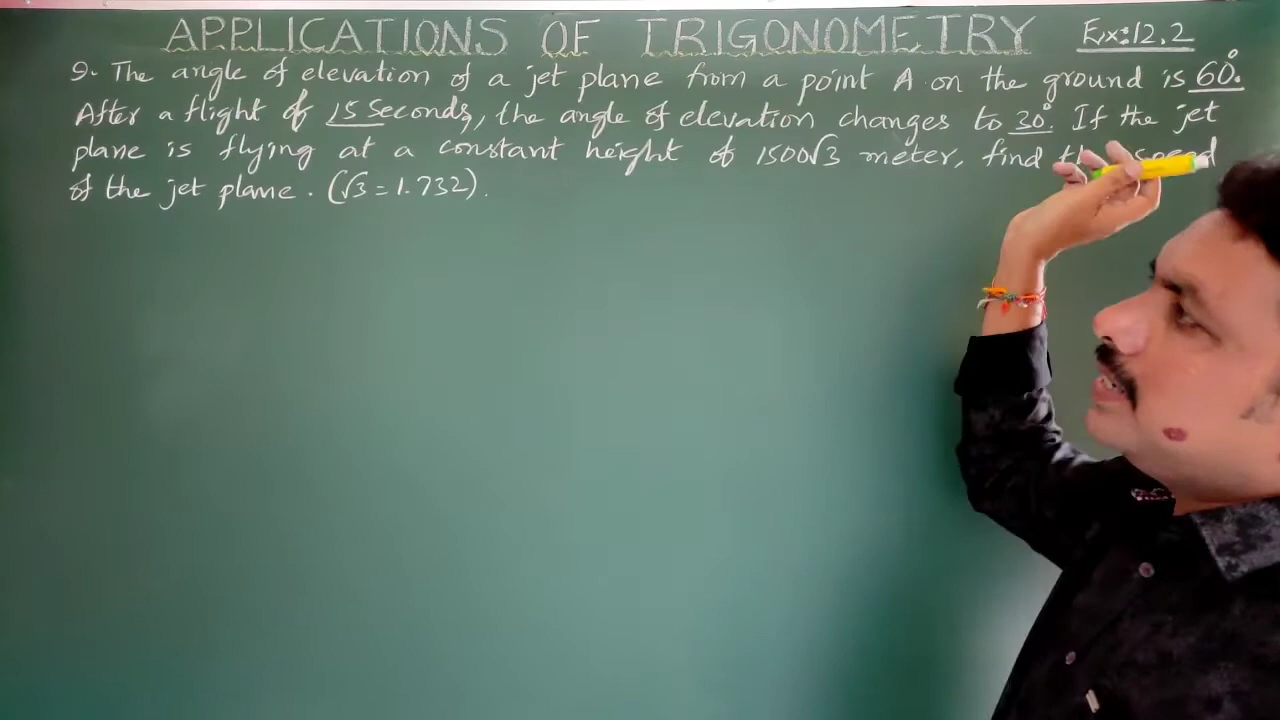 APPLICATIONS OF TRIGONOMETRY Ex:12.2
9. The angle of elevation of a jet plane from a point A on the ground is 60°.
After a flight of 15 Seconds, the angle of elevation changes to 30°. If the jet
plane is flying at a constant height of 1500√3 meter, find the speed
of the jet plane. (√3 = 1.732).